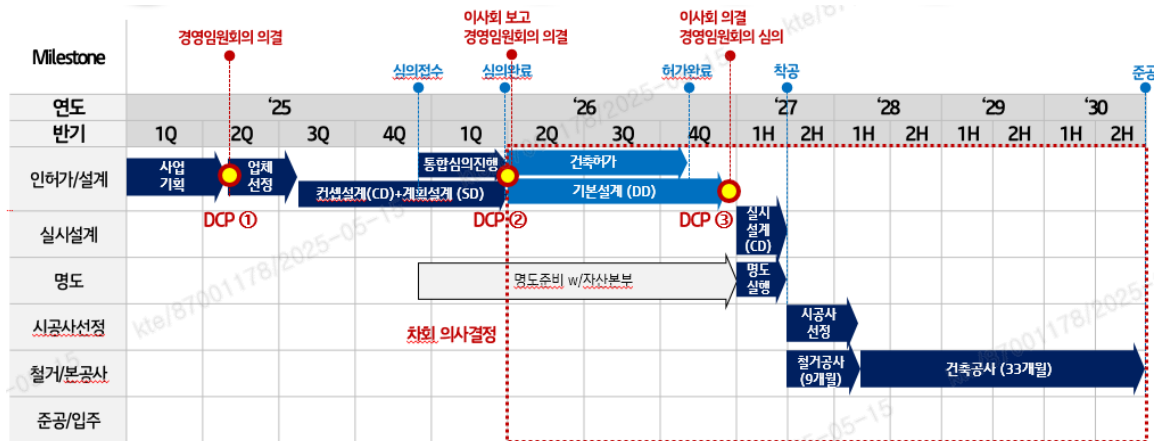 이사회 보고
이사회 의결
경영임원회의 의결
경영임원회의 의결
경영임원회의 심의
Milestone
심의접수
심의완료
허가완료
착공
준공
연도
‘25
‘26
‘27
‘28
‘29
‘30
반기
1Q
2Q
3Q
4Q
1Q
2Q
3Q
4Q
1H
2H
1H
2H
1H
2H
1H
2H
인허가/설계
사업
기획
업체
선정
통합심의진행
건축허가
컨셉설계(CD)+계획설계 (SD)
기본설계 (DD)
DCP ①
DCP ②
DCP ③
실시설계
실시
설계
(CD)
명도
명도준비 w/자산본부
명도
실행
시공사선정
차회 의사결정
시공사
선정
철거/본공사
철거공사
(9개월)
건축공사 (33개월)
준공/입주
kte/87001178/2025-05-15